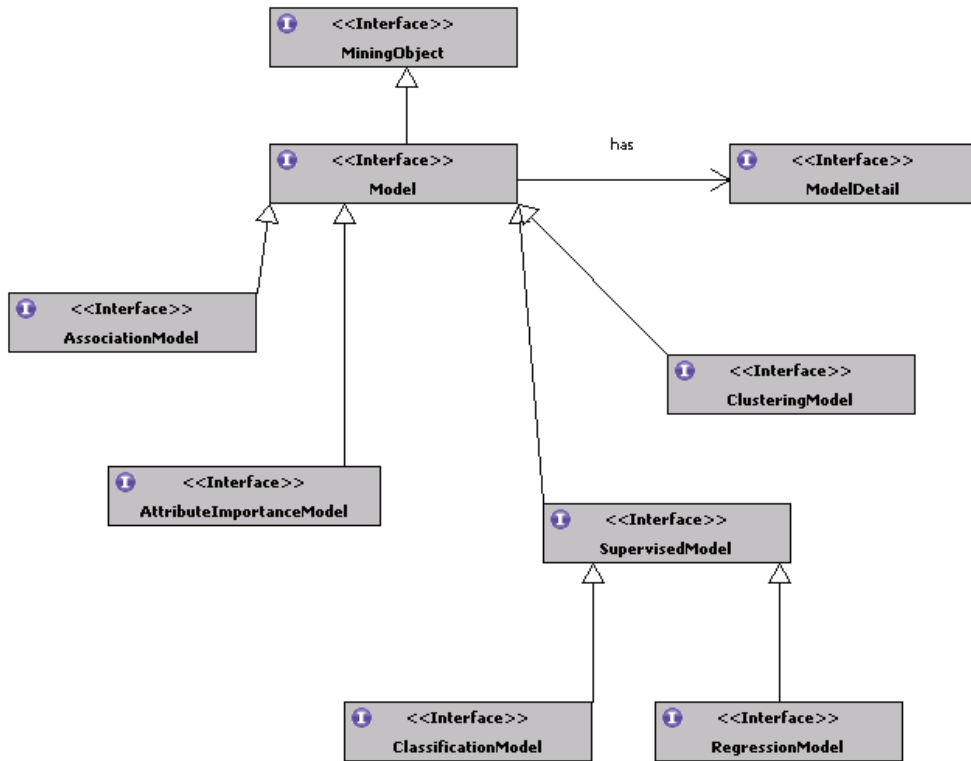 I <<Interface>>
MiningObject
has
I <<Interface>>
Model
I <<Interface>>
ModelDetail
I <<Interface>>
AssociationModel
I <<Interface>>
ClusteringModel
I <<Interface>>
AttributeImportanceModel
I <<Interface>>
SupervisedModel
I <<Interface>>
ClassificationModel
I <<Interface>>
RegressionModel